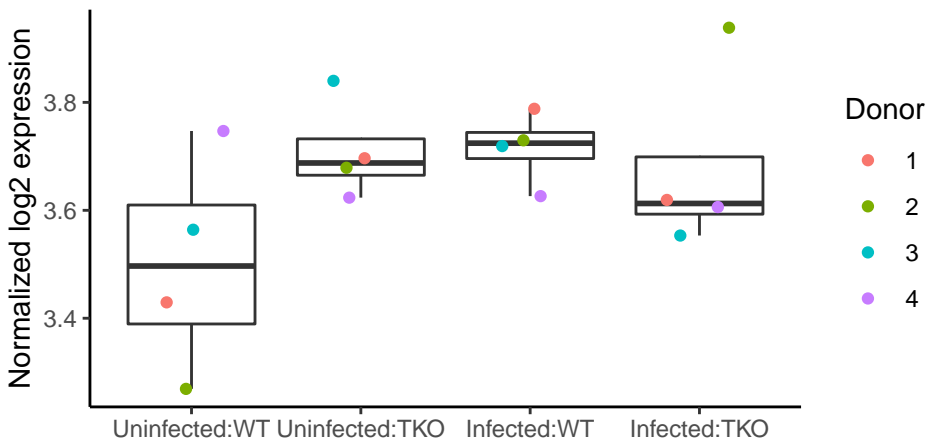 Normalized log2 expression
3.8
3.6
3.4
Uninfected:WT Uninfected:TKO Infected:WT Infected:TKO
Donor
1
2
3
4